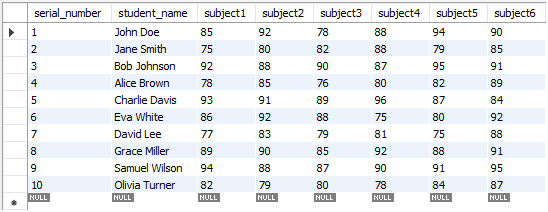 serial_number student_name subject1 subject2 subject3 subject4 subject5 subject6
1 John Doe 85 92 78 88 94 90
2 Jane Smith 75 80 82 88 79 85
3 Bob Johnson 92 88 90 87 95 91
4 Alice Brown 78 85 76 80 82 89
5 Charlie Davis 93 91 89 96 87 84
6 Eva White 86 92 88 75 80 92
7 David Lee 77 83 79 81 75 88
8 Grace Miller 89 90 85 92 88 91
9 Samuel Wilson 94 88 87 90 91 95
10 Olivia Turner 82 79 80 78 84 87
NULL NULL NULL NULL NULL NULL NULL NULL